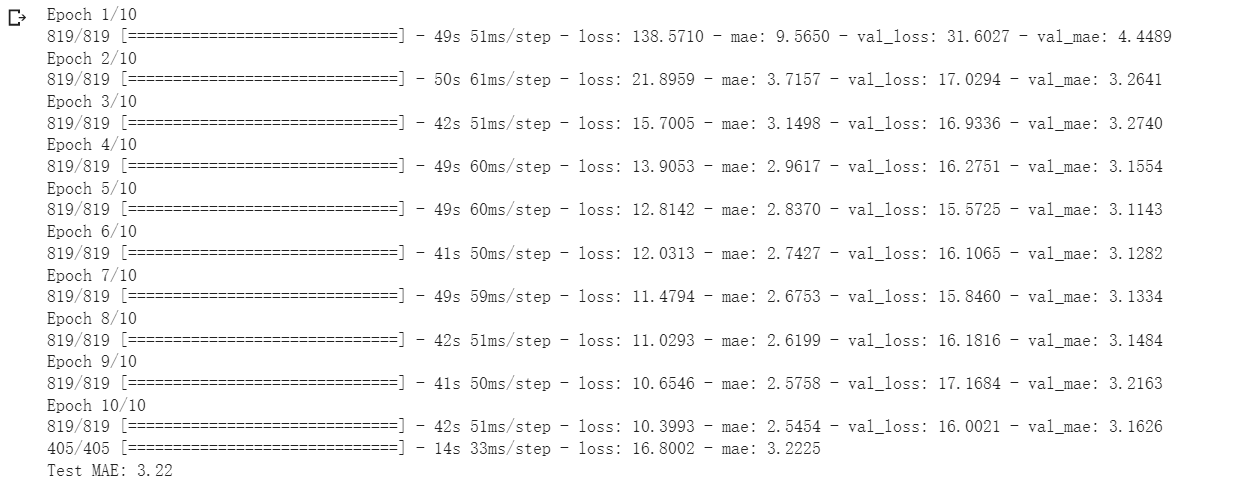 Epoch 1/10
819/819 [==============================] - 49s 51ms/step - loss: 138.5710 - mae: 9.5650 - val_loss: 31.6027 - val_mae: 4.4489
Epoch 2/10
819/819 [==============================] - 50s 61ms/step - loss: 21.8959 - mae: 3.7157 - val_loss: 17.0294 - val_mae: 3.2641
Epoch 3/10
819/819 [==============================] - 42s 51ms/step - loss: 15.7005 - mae: 3.1498 - val_loss: 16.9336 - val_mae: 3.2740
Epoch 4/10
819/819 [==============================] - 49s 60ms/step - loss: 13.9053 - mae: 2.9617 - val_loss: 16.2751 - val_mae: 3.1554
Epoch 5/10
819/819 [==============================] - 49s 60ms/step - loss: 12.8142 - mae: 2.8370 - val_loss: 15.5725 - val_mae: 3.1143
Epoch 6/10
819/819 [==============================] - 41s 50ms/step - loss: 12.0313 - mae: 2.7427 - val_loss: 16.1065 - val_mae: 3.1282
Epoch 7/10
819/819 [==============================] - 49s 59ms/step - loss: 11.4794 - mae: 2.6753 - val_loss: 15.8460 - val_mae: 3.1334
Epoch 8/10
819/819 [==============================] - 42s 51ms/step - loss: 11.0293 - mae: 2.6199 - val_loss: 16.1816 - val_mae: 3.1484
Epoch 9/10
819/819 [==============================] - 41s 50ms/step - loss: 10.6546 - mae: 2.5758 - val_loss: 17.1684 - val_mae: 3.2163
Epoch 10/10
819/819 [==============================] - 42s 51ms/step - loss: 10.3993 - mae: 2.5454 - val_loss: 16.0021 - val_mae: 3.1626
405/405 [==============================] - 14s 33ms/step - loss: 16.8002 - mae: 3.2225
Test MAE: 3.22